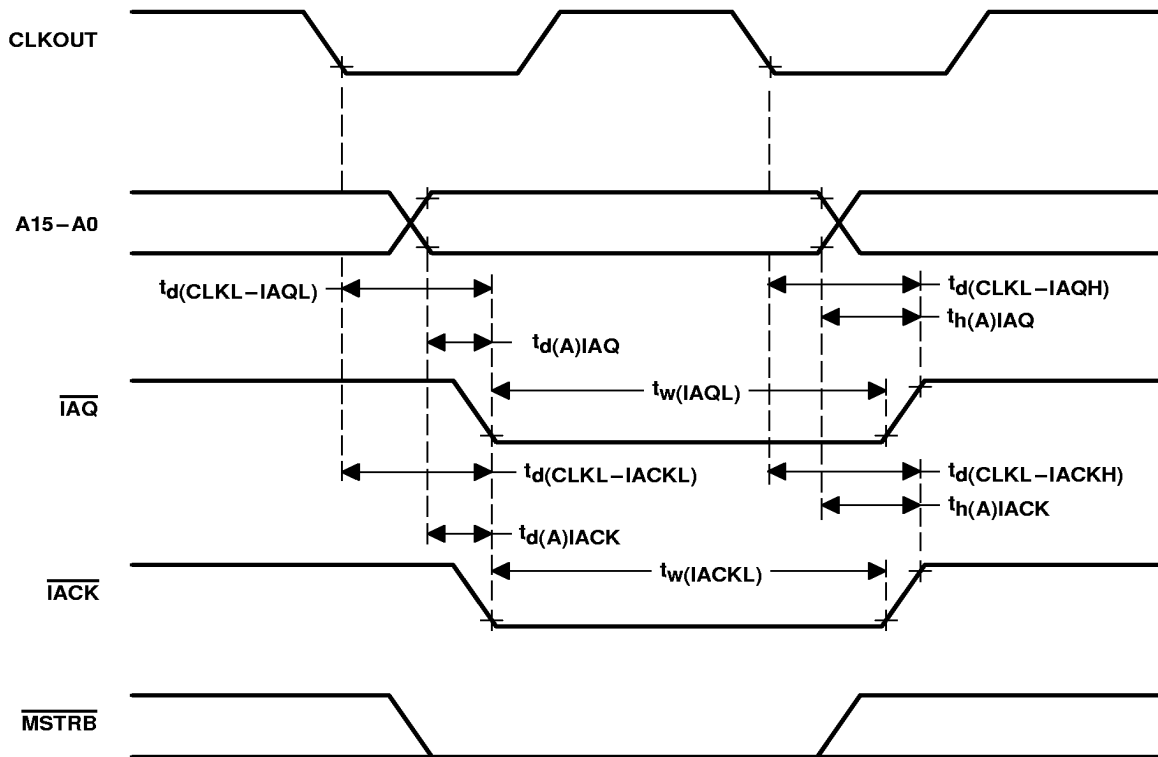 CLKOUT
A15–A0
td(CLKL–IAQL)
td(CLKL–IAQH)
th(A)IAQ
td(A)IAQ
IAQ
tw(IAQL)
td(CLKL–IACKL)
td(CLKL–IACKH)
th(A)IACK
td(A)IACK
IACK
tw(IACKL)
MSTRB